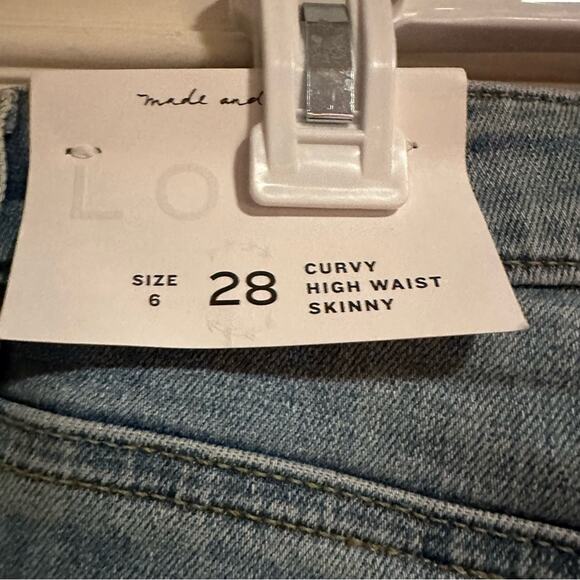 made and
LO
SIZE 6
28
CURVY
HIGH WAIST
SKINNY